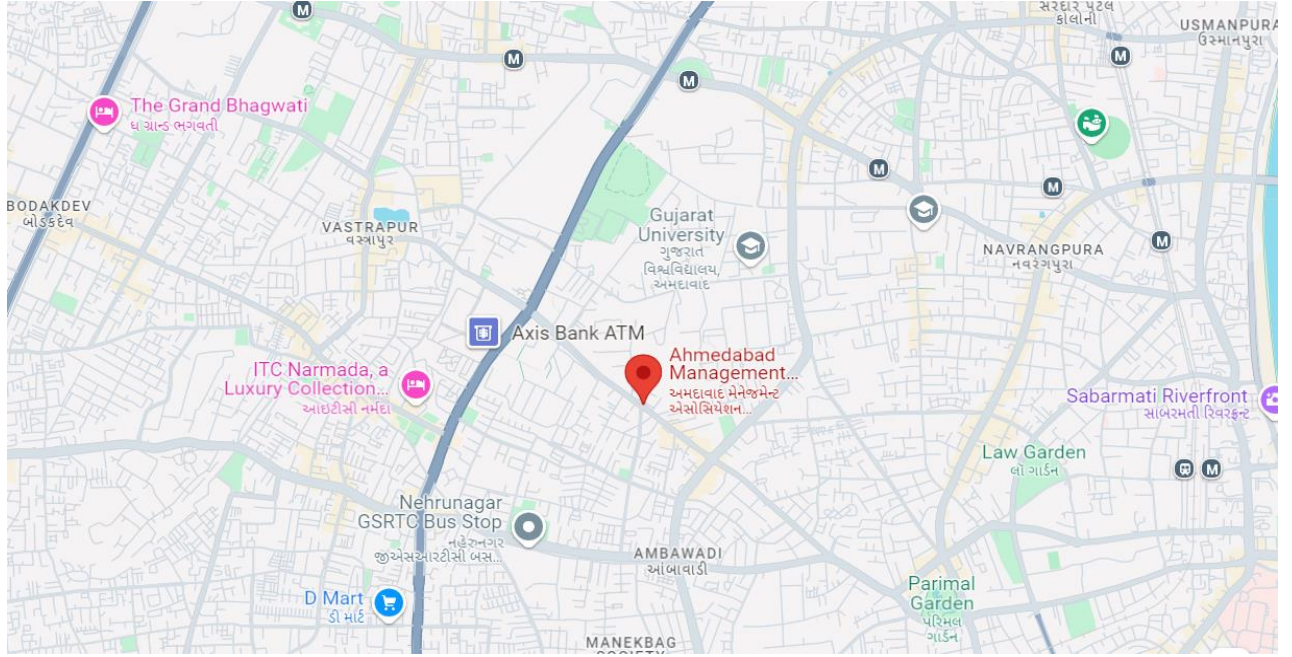 સરદાર પટેલ
કોલોની
USMANPURA
ઉસ્માનપુરા
M
M
M
M
The Grand Bhagwati
ધ ગ્રાન્ડ ભગવતી
M
M
BODAKDEV
બોડકદેવ
VASTRAPUR
વસ્ત્રાપુર
Gujarat
University
ગુજરાત
વિશ્વવિદ્યાલય,
અમદાવાદ
NAVRANGPURA
નવરંગપુરા
M
Axis Bank ATM
ITC Narmada, a
Luxury Collection...
આઇટીસી નર્મદા
Ahmedabad
Management...
અમદાવાદ મેનેજમેન્ટ
એસોસિયેશન...
Sabarmati Riverfront
સાબરમતી રિવરફ્રન્ટ
Law Garden
લૉ ગાર્ડન
M
Nehrunagar
GSRTC Bus Stop
નહેરુનગર
જીએસઆરટીસી બસ...
AMBAWADI
આંબાવાડી
D Mart
ડી માર્ટ
Parimal
Garden
પરિમલ
ગાર્ડન
MANEKBAG
SOCIETY